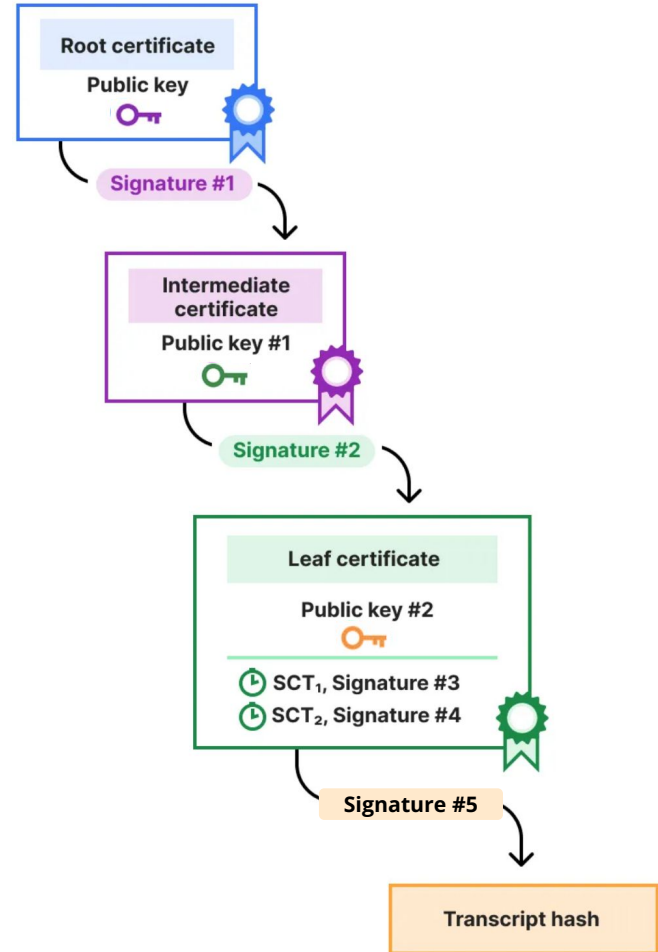 Root certificate
Public key
Signature #1
Intermediate
certificate
Public key #1
Signature #2
Leaf certificate
Public key #2
SCT₁, Signature #3
SCT₂, Signature #4
Signature #5
Transcript hash